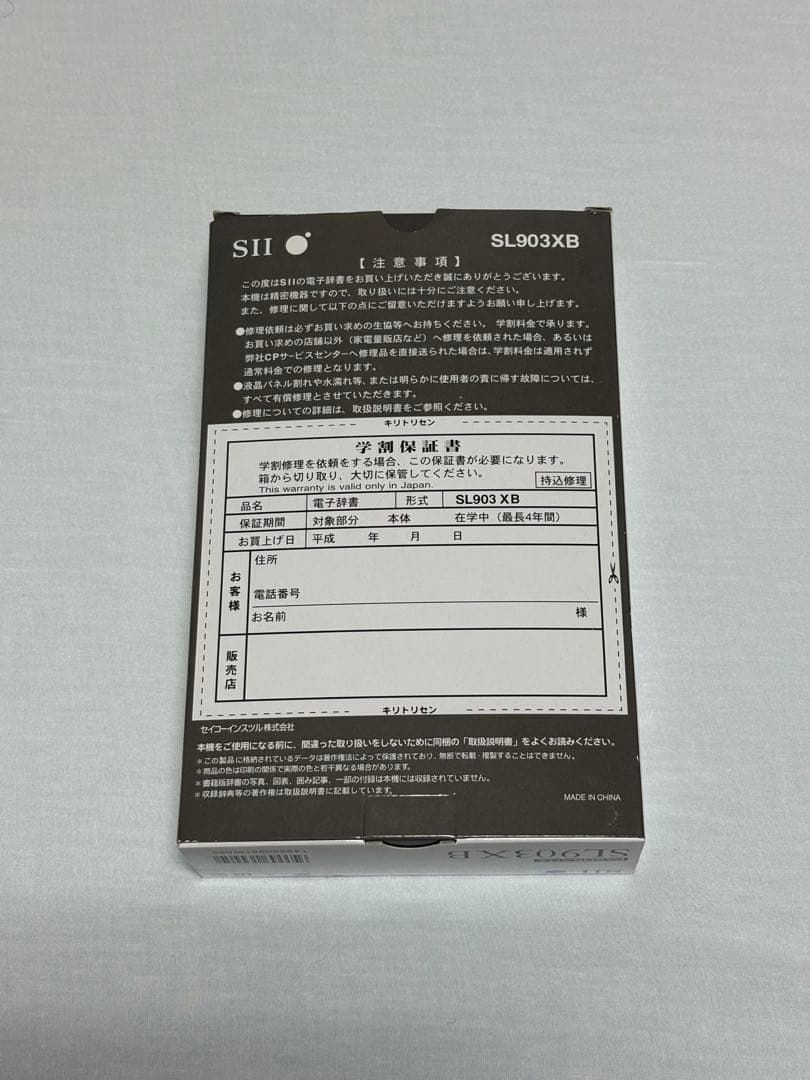 SII
SL903XB
【注意事項】
この度はSIIの電子辞書をお買い上げいただき誠にありがとうございます。
本機は精密機器ですので、取り扱いには十分にご注意ください。
また、修理に関して以下の点にご留意いただけますようお願い申し上げます。
●修理依頼は必ずお買い求めの生協等へお持ちください。学割料金で承ります。
お買い求めの店舗以外（家電量販店など）へ修理を依頼された場合、あるいは
弊社CPサービスセンターへ修理品を直接送られた場合は、学割料金は適用されず
通常料金での修理となります。
●液晶パネル割れや水濡れ等、または明らかに使用者の責に帰す故障については、
すべて有償修理とさせていただきます。
●修理についての詳細は、取扱説明書をご参照ください。
キリトリセン
学割保証書
学割修理を依頼をする場合、この保証書が必要になります。
箱から切り取り、大切に保管してください。
This warranty is valid only in Japan.
持込修理
品名 電子辞書 形式 SL903 XB
保証期間 対象部分 本体 在学中（最長4年間）
お買上げ日 平成 年 月 日
お客様
住所
電話番号
お名前 様
販売店
キリトリセン
セイコーインスツル株式会社
本機をご使用になる前に、間違った取り扱いをしないために同梱の「取扱説明書」をよくお読みください。
＊この製品に格納されているデータは著作権法によって保護されており、無断で転載・複製することはできません。
＊商品の色は印刷の関係で実際の色と若干異なる場合があります。
＊書籍版辞書の写真、図表、囲み記事、一部の付録は本機には収録されていません。
＊収録辞典等の著作権は取扱説明書に記載しています。
MADE IN CHINA
SL903XB
SII